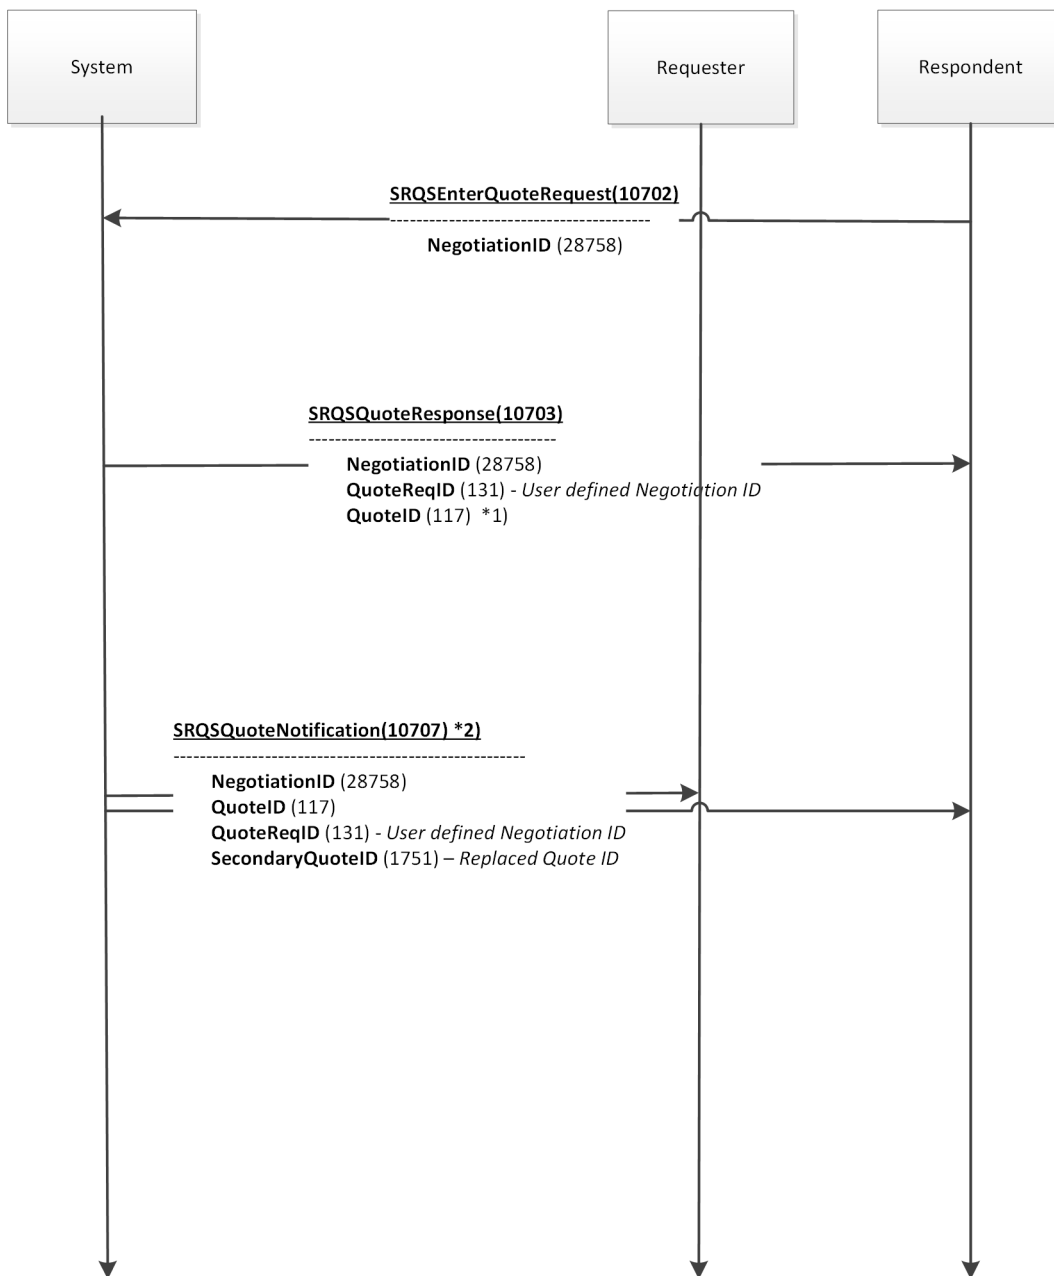 System
Requester
Respondent
SRQSEnterQuoteRequest(10702)
----------------------------------------
NegotiationID (28758)
SRQSQuoteResponse(10703)
--------------------------------------
NegotiationID (28758)
QuoteReqID (131) - User defined Negotiation ID
QuoteID (117) *1)
SRQSQuoteNotification(10707) *2)
------------------------------------------------------
NegotiationID (28758)
QuoteID (117)
QuoteReqID (131) - User defined Negotiation ID
SecondaryQuoteID (1751) – Replaced Quote ID